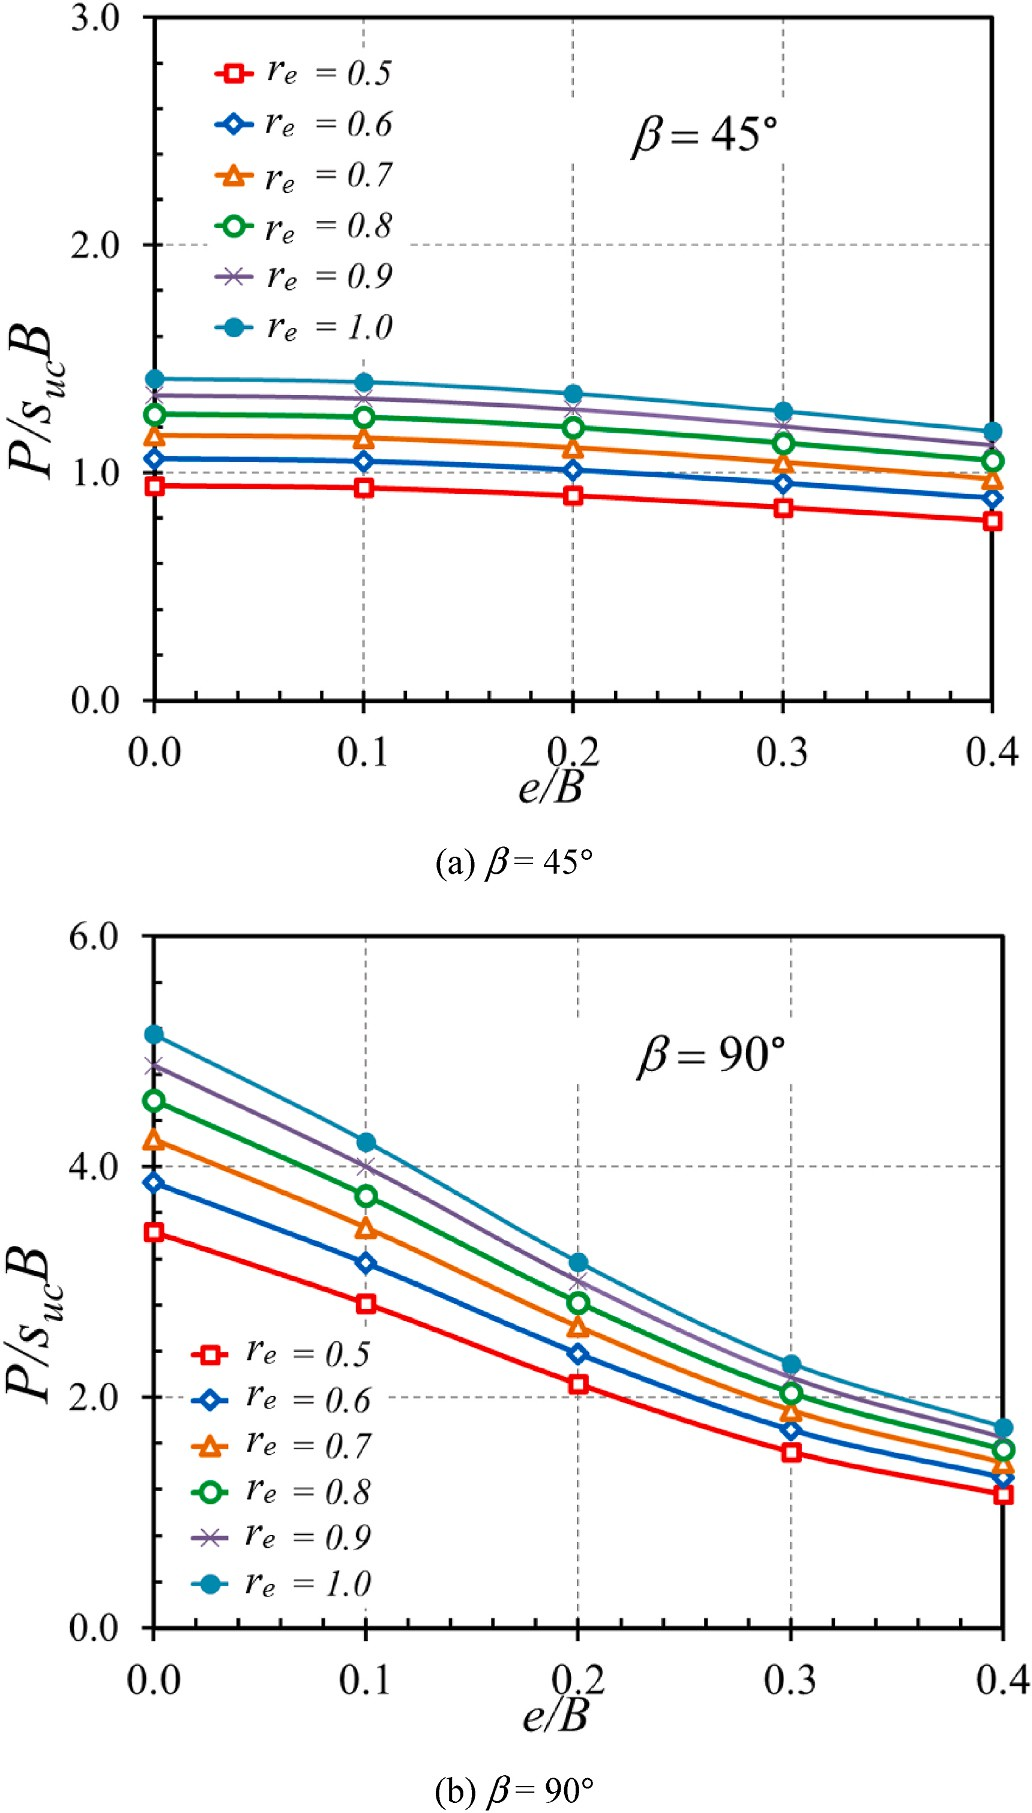 3.0
r_e = 0.5
r_e = 0.6
β = 45°
r_e = 0.7
r_e = 0.8
2.0
r_e = 0.9
r_e = 1.0
P/s_ucB
1.0
0.0
0.0 0.1 0.2 0.3 0.4
e/B
(a) β = 45°
6.0
β = 90°
4.0
P/s_ucB
r_e = 0.5
2.0
r_e = 0.6
r_e = 0.7
r_e = 0.8
r_e = 0.9
r_e = 1.0
0.0
0.0 0.1 0.2 0.3 0.4
e/B
(b) β = 90°